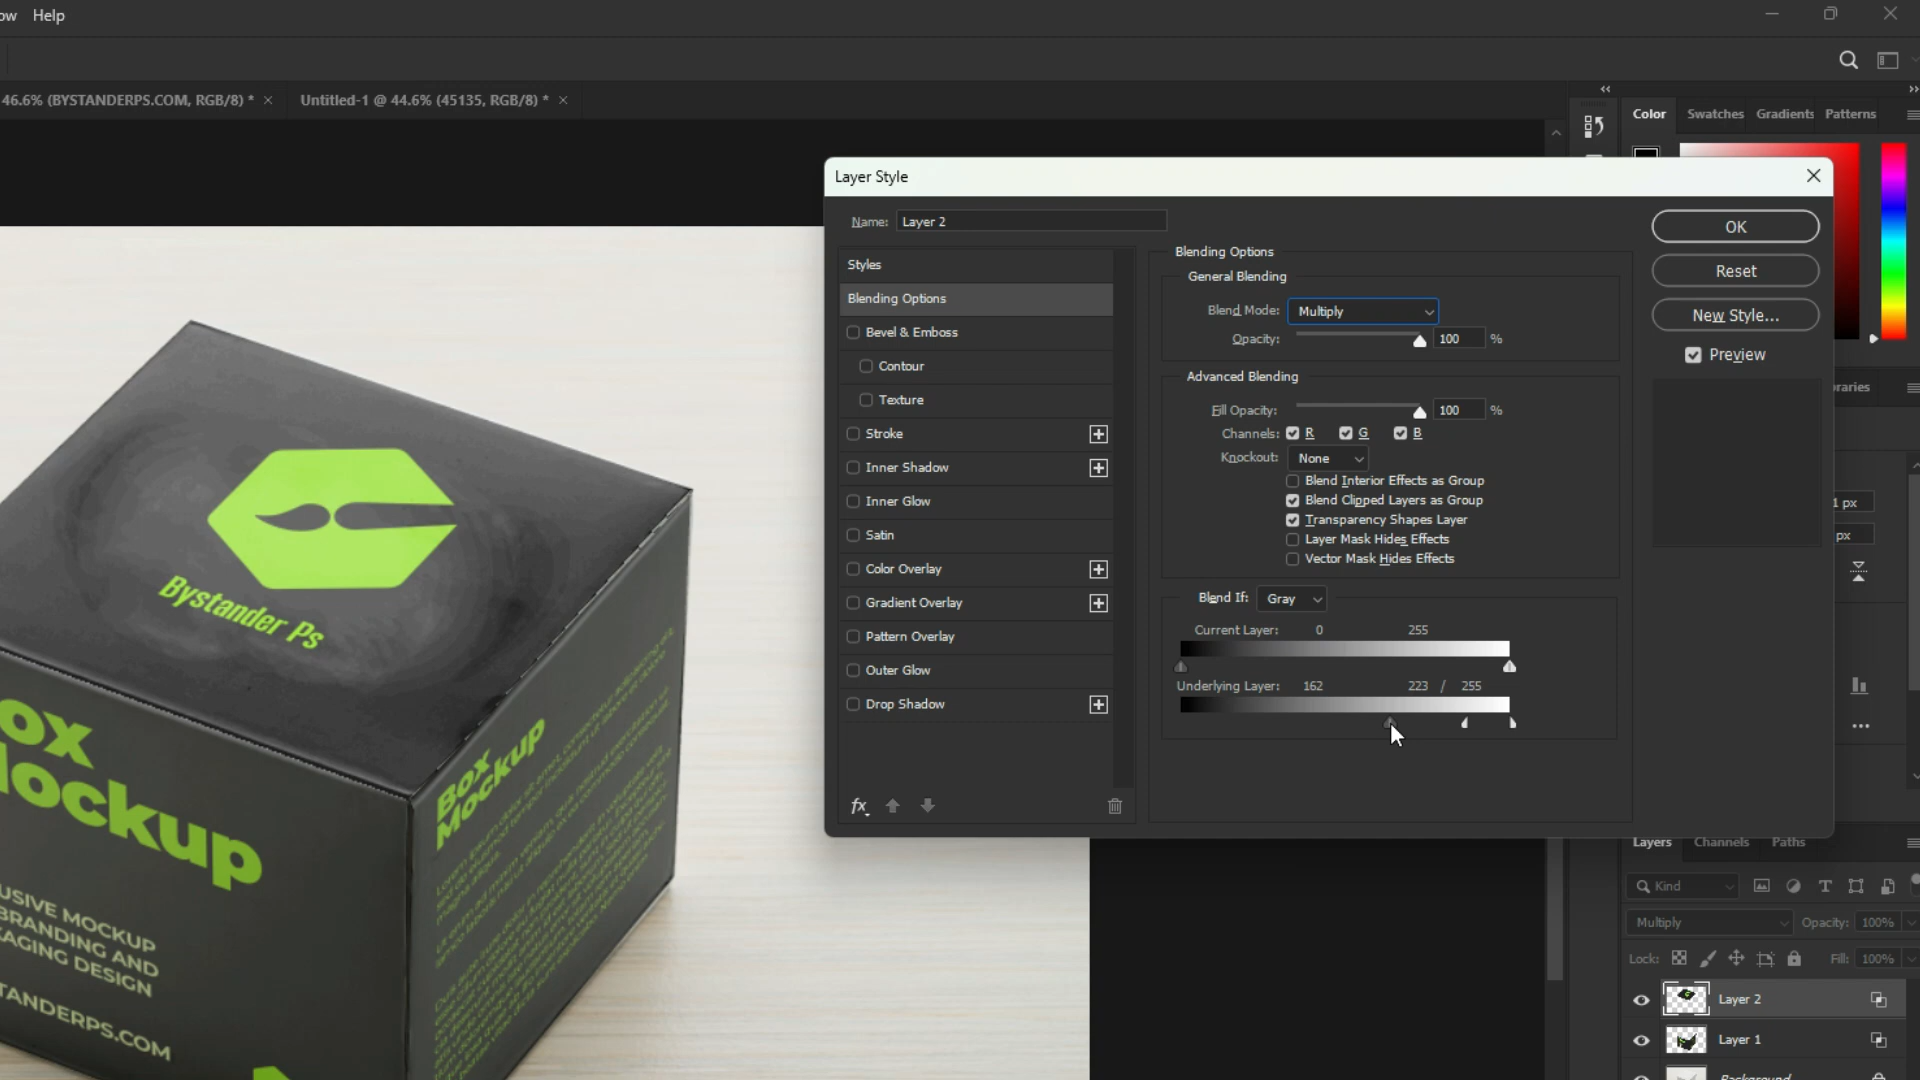 Help
46.6% (BYSTANDERPS.COM, RGB/8) *
Untitled-1 @ 44.6% (45135, RGB/8) *
Color Swatches Gradients Patterns
Layer Style
Name: Layer 2
Styles
Blending Options
Bevel & Emboss
Contour
Texture
Stroke
Inner Shadow
Inner Glow
Satin
Color Overlay
Gradient Overlay
Pattern Overlay
Outer Glow
Drop Shadow
fx
Blending Options
General Blending
Blend Mode: Multiply
Opacity: 100 %
Advanced Blending
Fill Opacity: 100 %
Channels: R G B
Knockout: None
Blend Interior Effects as Group
Blend Clipped Layers as Group
Transparency Shapes Layer
Layer Mask Hides Effects
Vector Mask Hides Effects
Blend If: Gray
Current Layer: 0 255
Underlying Layer: 162 223 / 255
OK
Reset
New Style...
Preview
raries
1 px
px
Layers Channels Paths
Kind
Multiply Opacity: 100%
Lock: Fill: 100%
Layer 2
Layer 1
Background
Bystander Ps
ox
Mockup
USIVE MOCKUP
BRANDING AND
KAGING DESIGN
TANDERPS.COM
BOX
MOCKUP